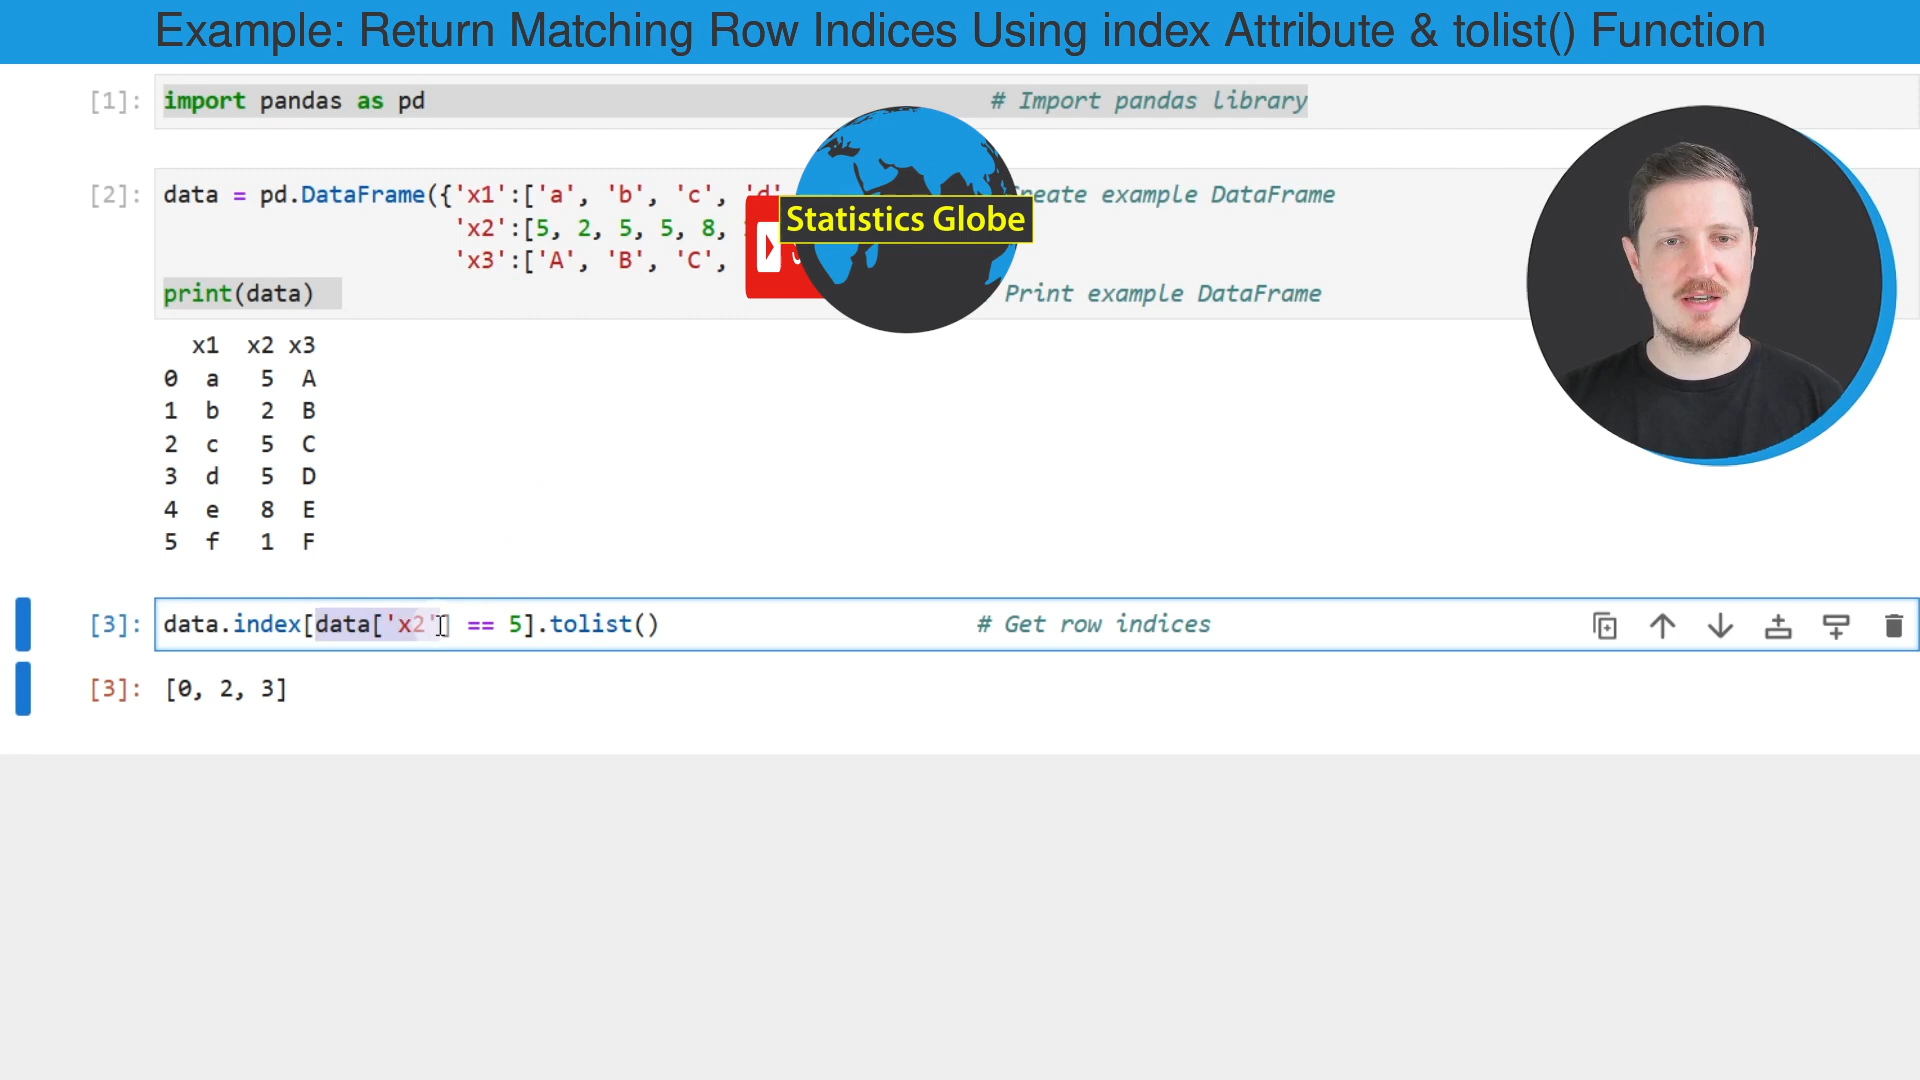 Example: Return Matching Row Indices Using index Attribute & tolist() Function
[1]: import pandas as pd # Import pandas library
[2]: data = pd.DataFrame({'x1':['a', 'b', 'c', 'd' reate example DataFrame
'x2':[5, 2, 5, 5, 8,
Statistics Globe
'x3':['A', 'B', 'C',
print(data) Print example DataFrame
x1 x2 x3
0 a 5 A
1 b 2 B
2 c 5 C
3 d 5 D
4 e 8 E
5 f 1 F
[3]: data.index[data['x2'] == 5].tolist() # Get row indices
[3]: [0, 2, 3]